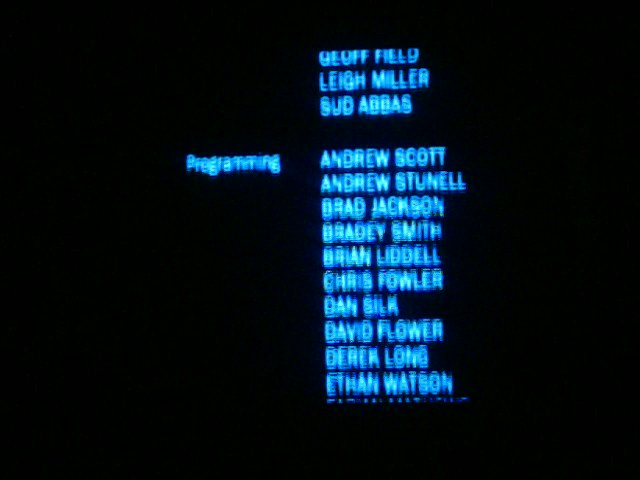 GEOFF FIELD
LEIGH MILLER
SUD ABBAS
Programming
ANDREW SCOTT
ANDREW STUNELL
BRAD JACKSON
BRADEY SMITH
BRIAN LIDDELL
CHRIS FOWLER
DAN SILK
DAVID FLOWER
DEREK LONG
ETHAN WATSON